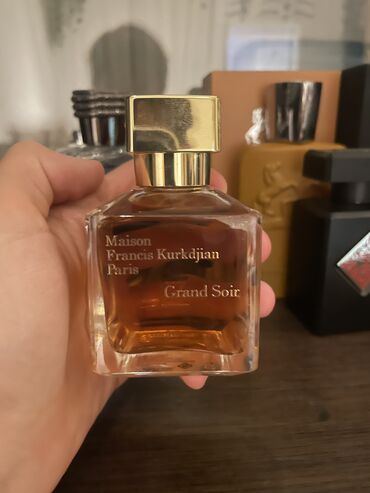 Maison
Francis Kurkdjian
Paris
Grand Soir